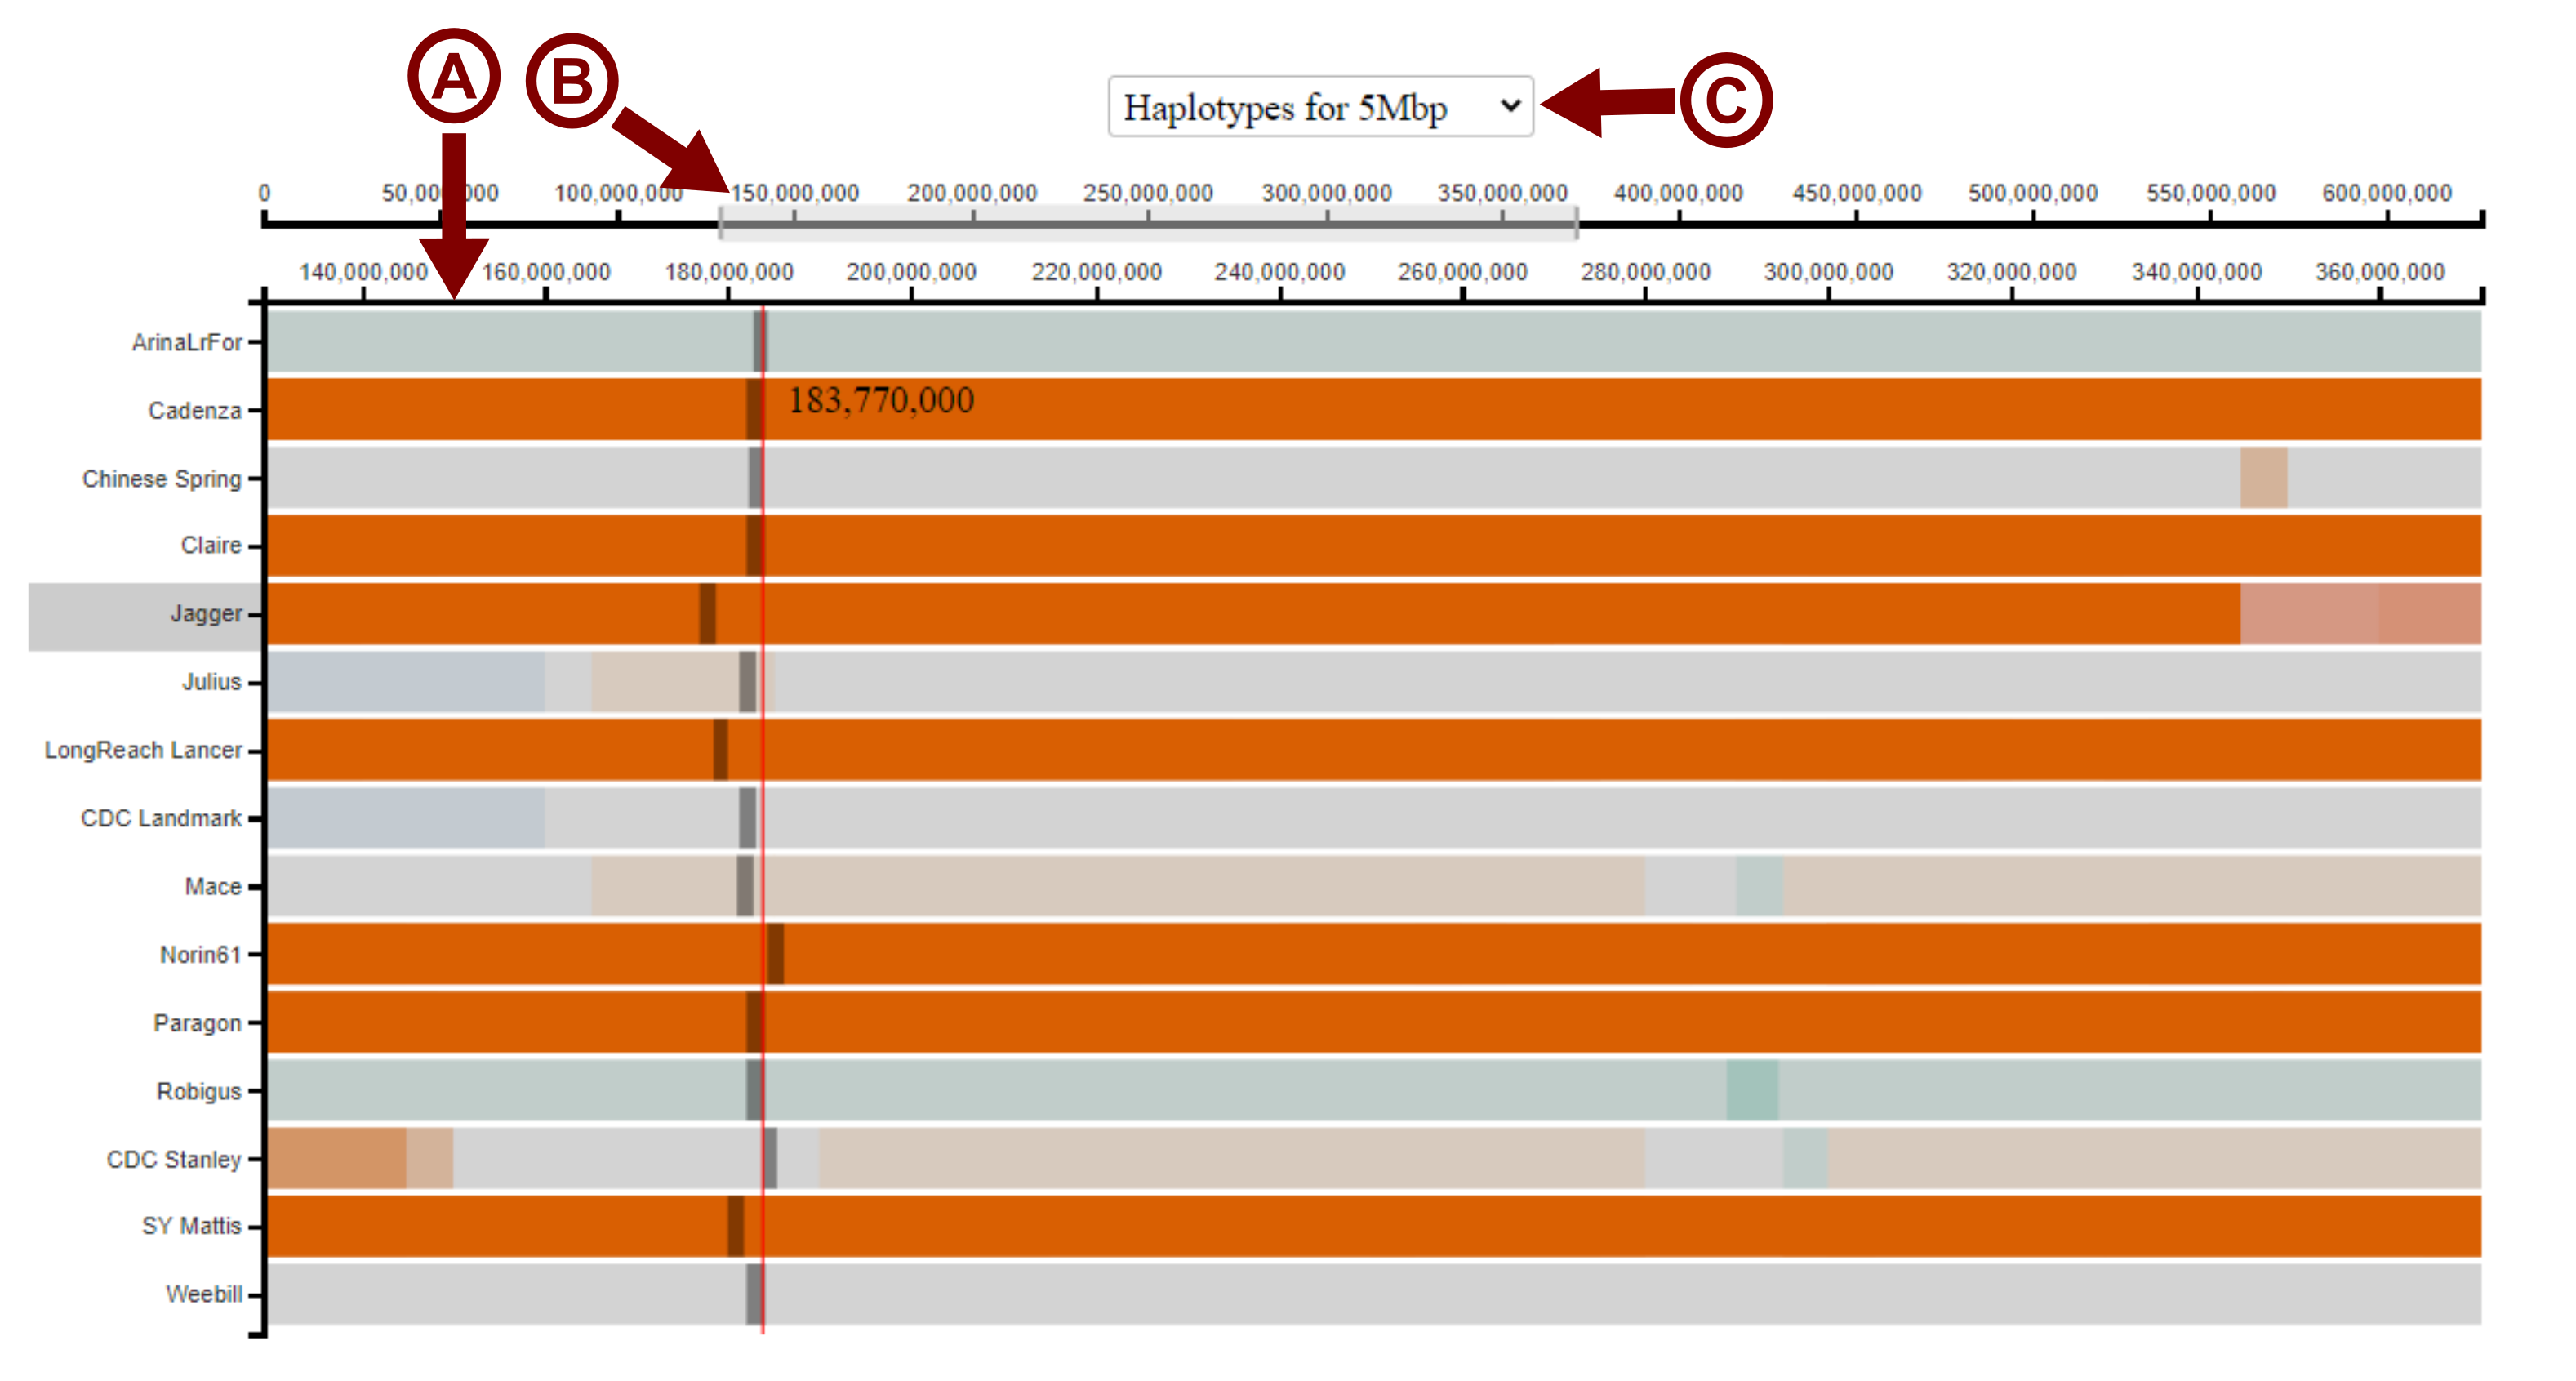 A B
Haplotypes for 5Mbp C
0 50,000,000 100,000,000 150,000,000 200,000,000 250,000,000 300,000,000 350,000,000 400,000,000 450,000,000 500,000,000 550,000,000 600,000,000
140,000,000 160,000,000 180,000,000 200,000,000 220,000,000 240,000,000 260,000,000 280,000,000 300,000,000 320,000,000 340,000,000 360,000,000
ArinaLrFor
Cadenza 183,770,000
Chinese Spring
Claire
Jagger
Julius
LongReach Lancer
CDC Landmark
Mace
Norin61
Paragon
Robigus
CDC Stanley
SY Mattis
Weebill